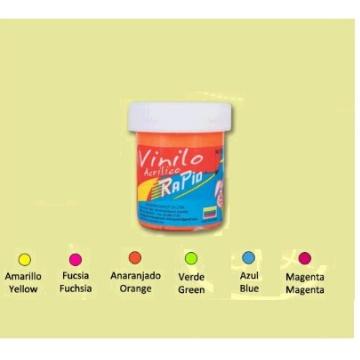 Vinilo
Acrílico
RaPid
Amarillo
Yellow
Fucsia
Fuchsia
Anaranjado
Orange
Verde
Green
Azul
Blue
Magenta
Magenta